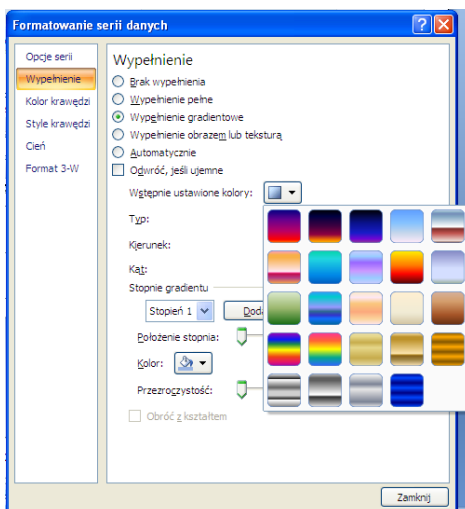 Formatowanie serii danych
Opcje serii
Wypełnienie
Kolor krawędzi
Style krawędzi
Cień
Format 3-W
Wypełnienie
Brak wypełnienia
Wypełnienie pełne
Wypełnienie gradientowe
Wypełnienie obrazem lub teksturą
Automatycznie
Odwróć, jeśli ujemne
Wstępnie ustawione kolory:
Typ:
Kierunek:
Kąt:
Stopnie gradientu
Stopień 1
Doda
Położenie stopnia:
Kolor:
Przezroczystość:
Obróć z kształtem
Zamknij